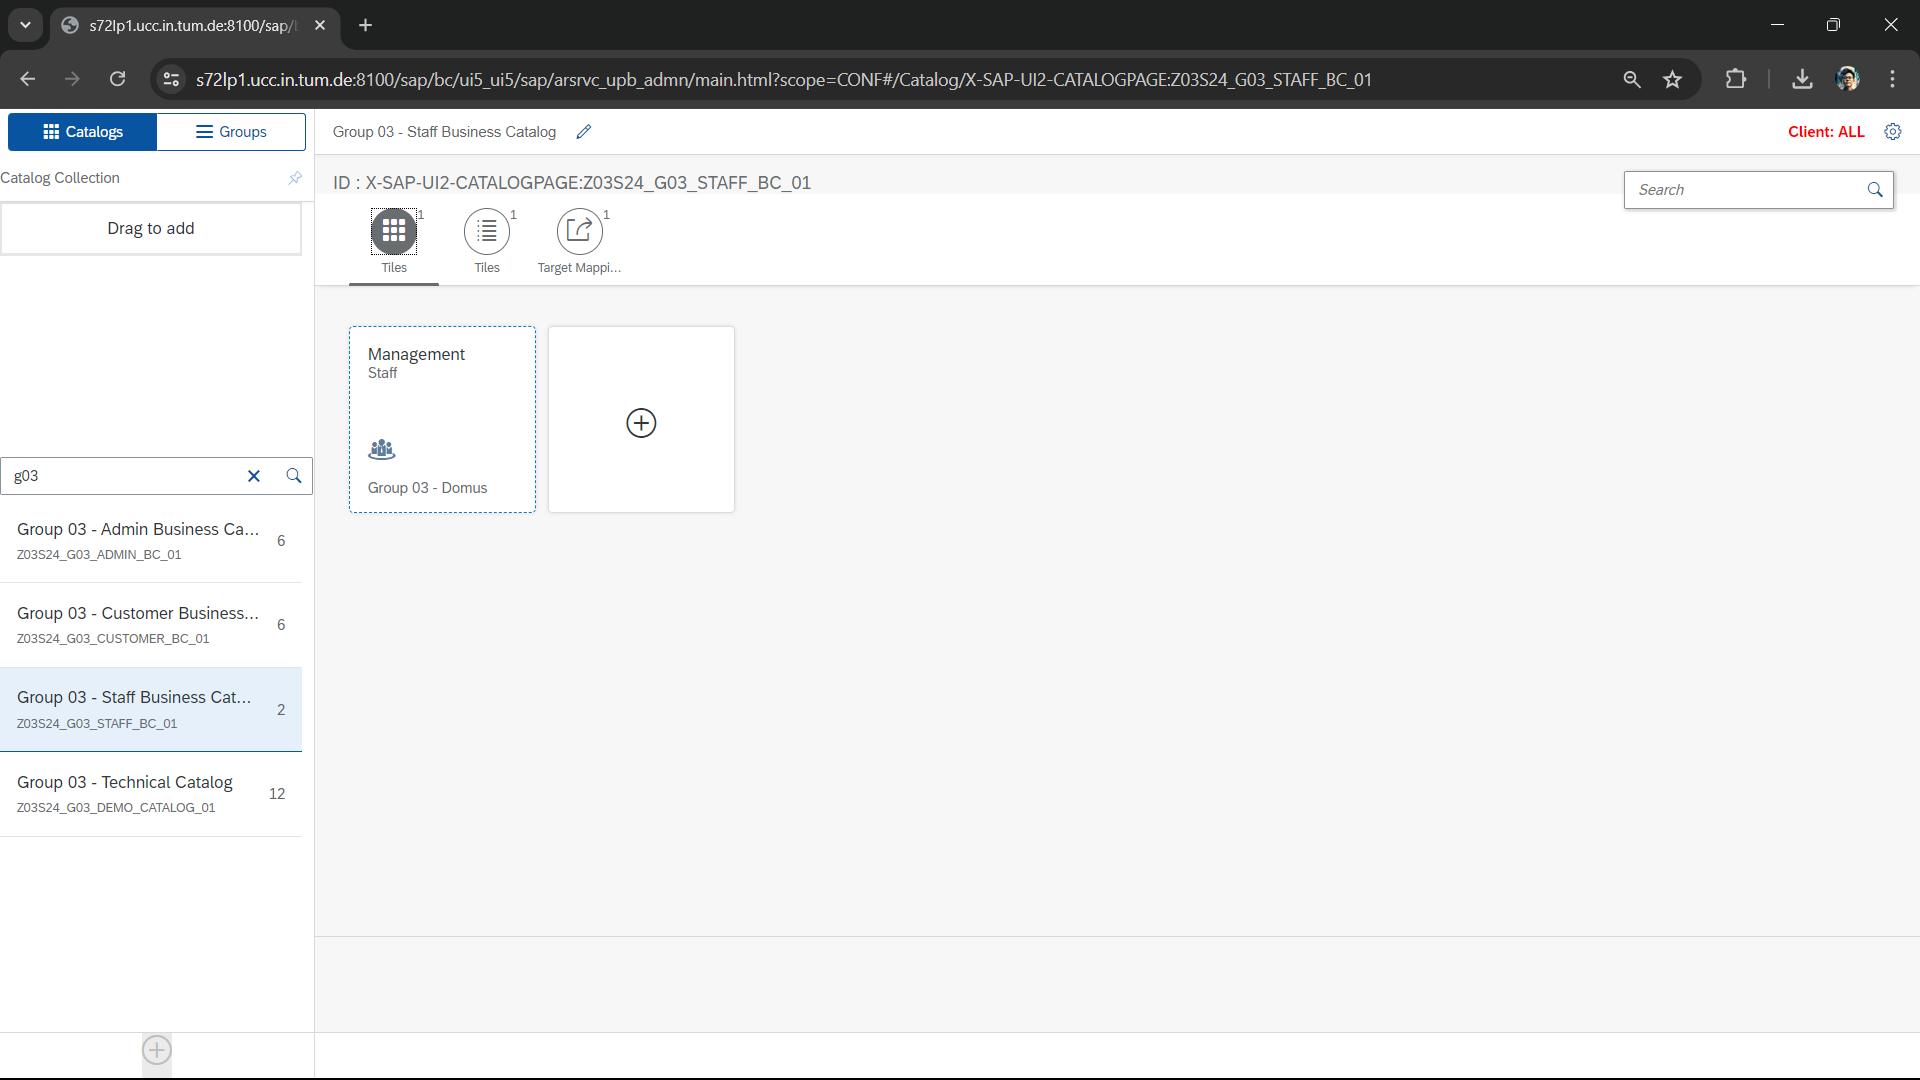 s72lp1.ucc.in.tum.de:8100/sap/b
s72lp1.ucc.in.tum.de:8100/sap/bc/ui5_ui5/sap/arsrvc_upb_admn/main.html?scope=CONF#/Catalog/X-SAP-UI2-CATALOGPAGE:Z03S24_G03_STAFF_BC_01
Catalogs
Groups
Group 03 - Staff Business Catalog
Client: ALL
Catalog Collection
ID : X-SAP-UI2-CATALOGPAGE:Z03S24_G03_STAFF_BC_01
Search
Drag to add
1
1
1
Tiles
Tiles
Target Mappi...
Management
Staff
Group 03 - Domus
g03
Group 03 - Admin Business Ca...
6
Z03S24_G03_ADMIN_BC_01
Group 03 - Customer Business...
6
Z03S24_G03_CUSTOMER_BC_01
Group 03 - Staff Business Cat...
2
Z03S24_G03_STAFF_BC_01
Group 03 - Technical Catalog
12
Z03S24_G03_DEMO_CATALOG_01